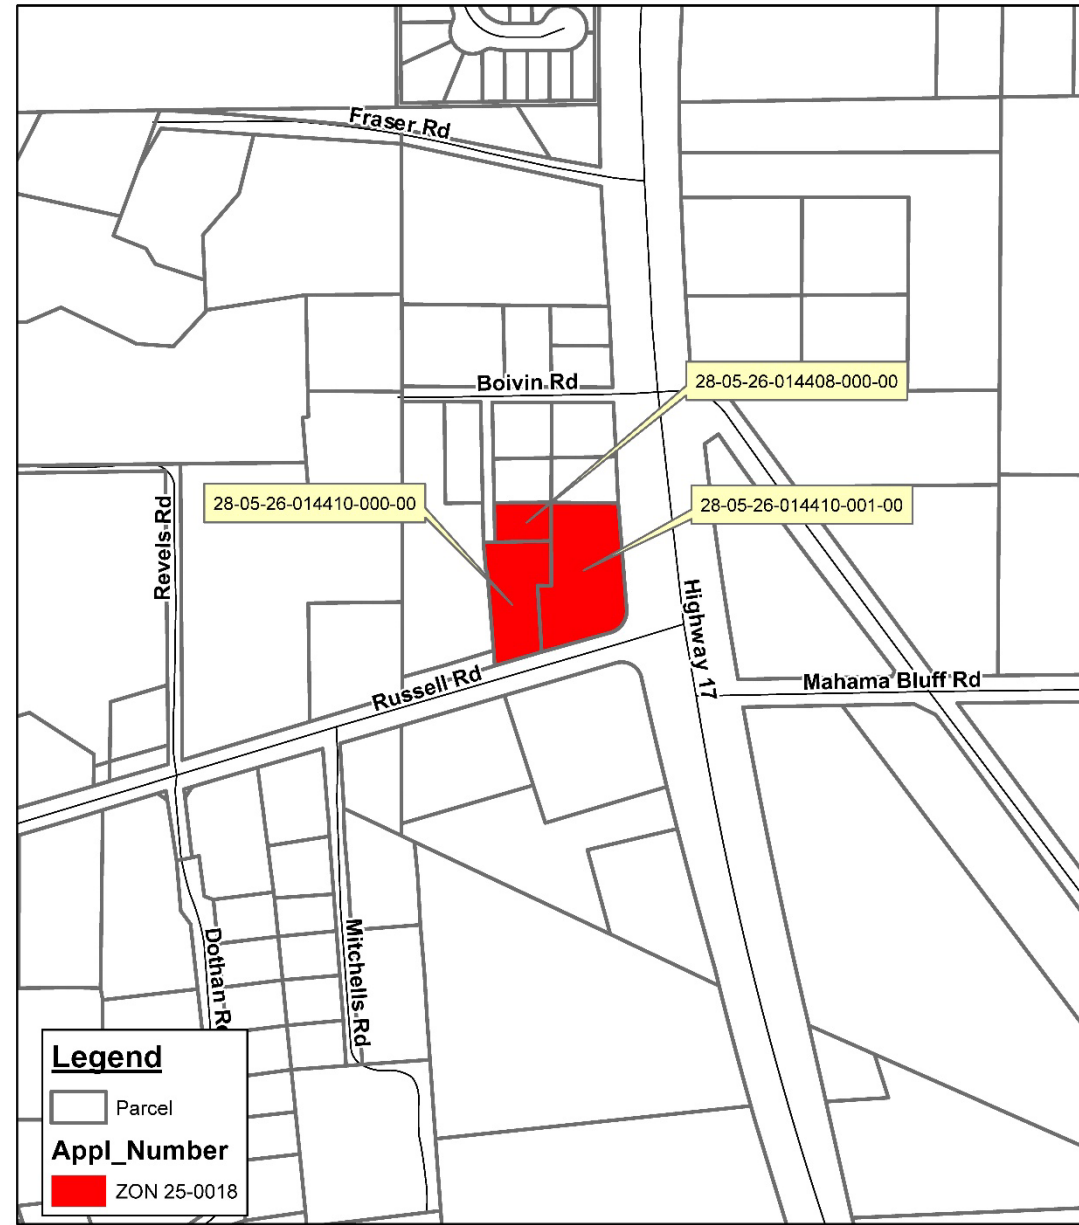 Fraser Rd
Boivin Rd
28-05-26-014408-000-00
28-05-26-014410-000-00
28-05-26-014410-001-00
Revels Rd
Highway 17
Russell Rd
Mahama Bluff Rd
Dothan Rd
Mitchells Rd
Legend
Parcel
Appl_Number
ZON 25-0018